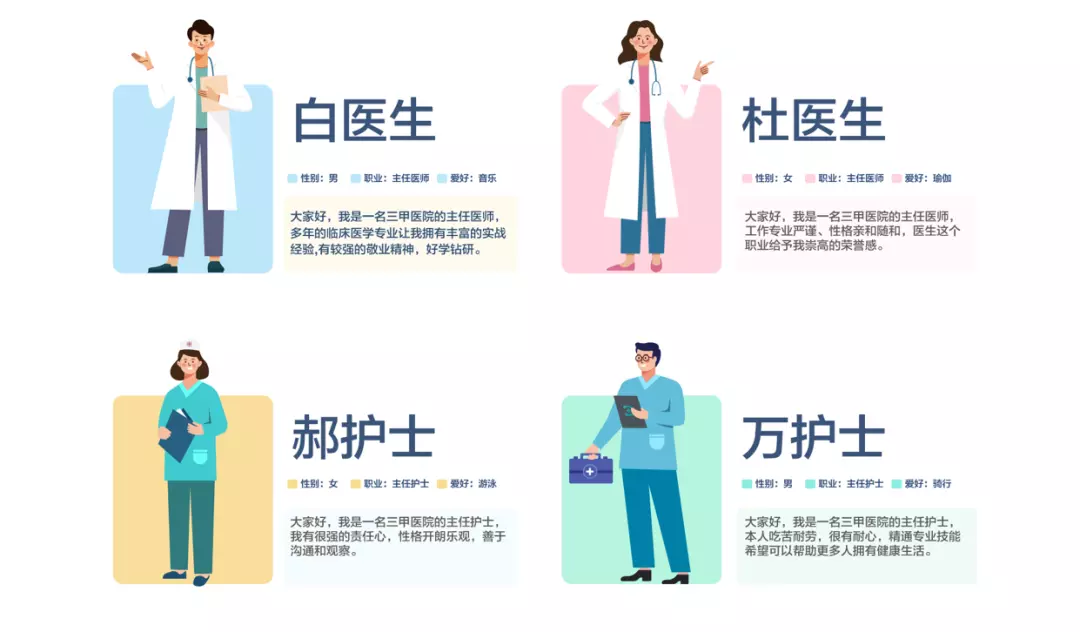 白医生
性别：男 职业：主任医师 爱好：音乐
大家好，我是一名三甲医院的主任医师，
多年的临床医学专业让我拥有丰富的实战
经验,有较强的敬业精神，好学钻研。
杜医生
性别：女 职业：主任医师 爱好：瑜伽
大家好，我是一名三甲医院的主任医师，
工作专业严谨、性格亲和随和，医生这个
职业给予我崇高的荣誉感。
郝护士
性别：女 职业：主任护士 爱好：游泳
大家好，我是一名三甲医院的主任护士，
我有很强的责任心，性格开朗乐观，善于
沟通和观察。
万护士
性别：男 职业：主任护士 爱好：骑行
大家好，我是一名三甲医院的主任护士，
本人吃苦耐劳，很有耐心，精通专业技能
希望可以帮助更多人拥有健康生活。